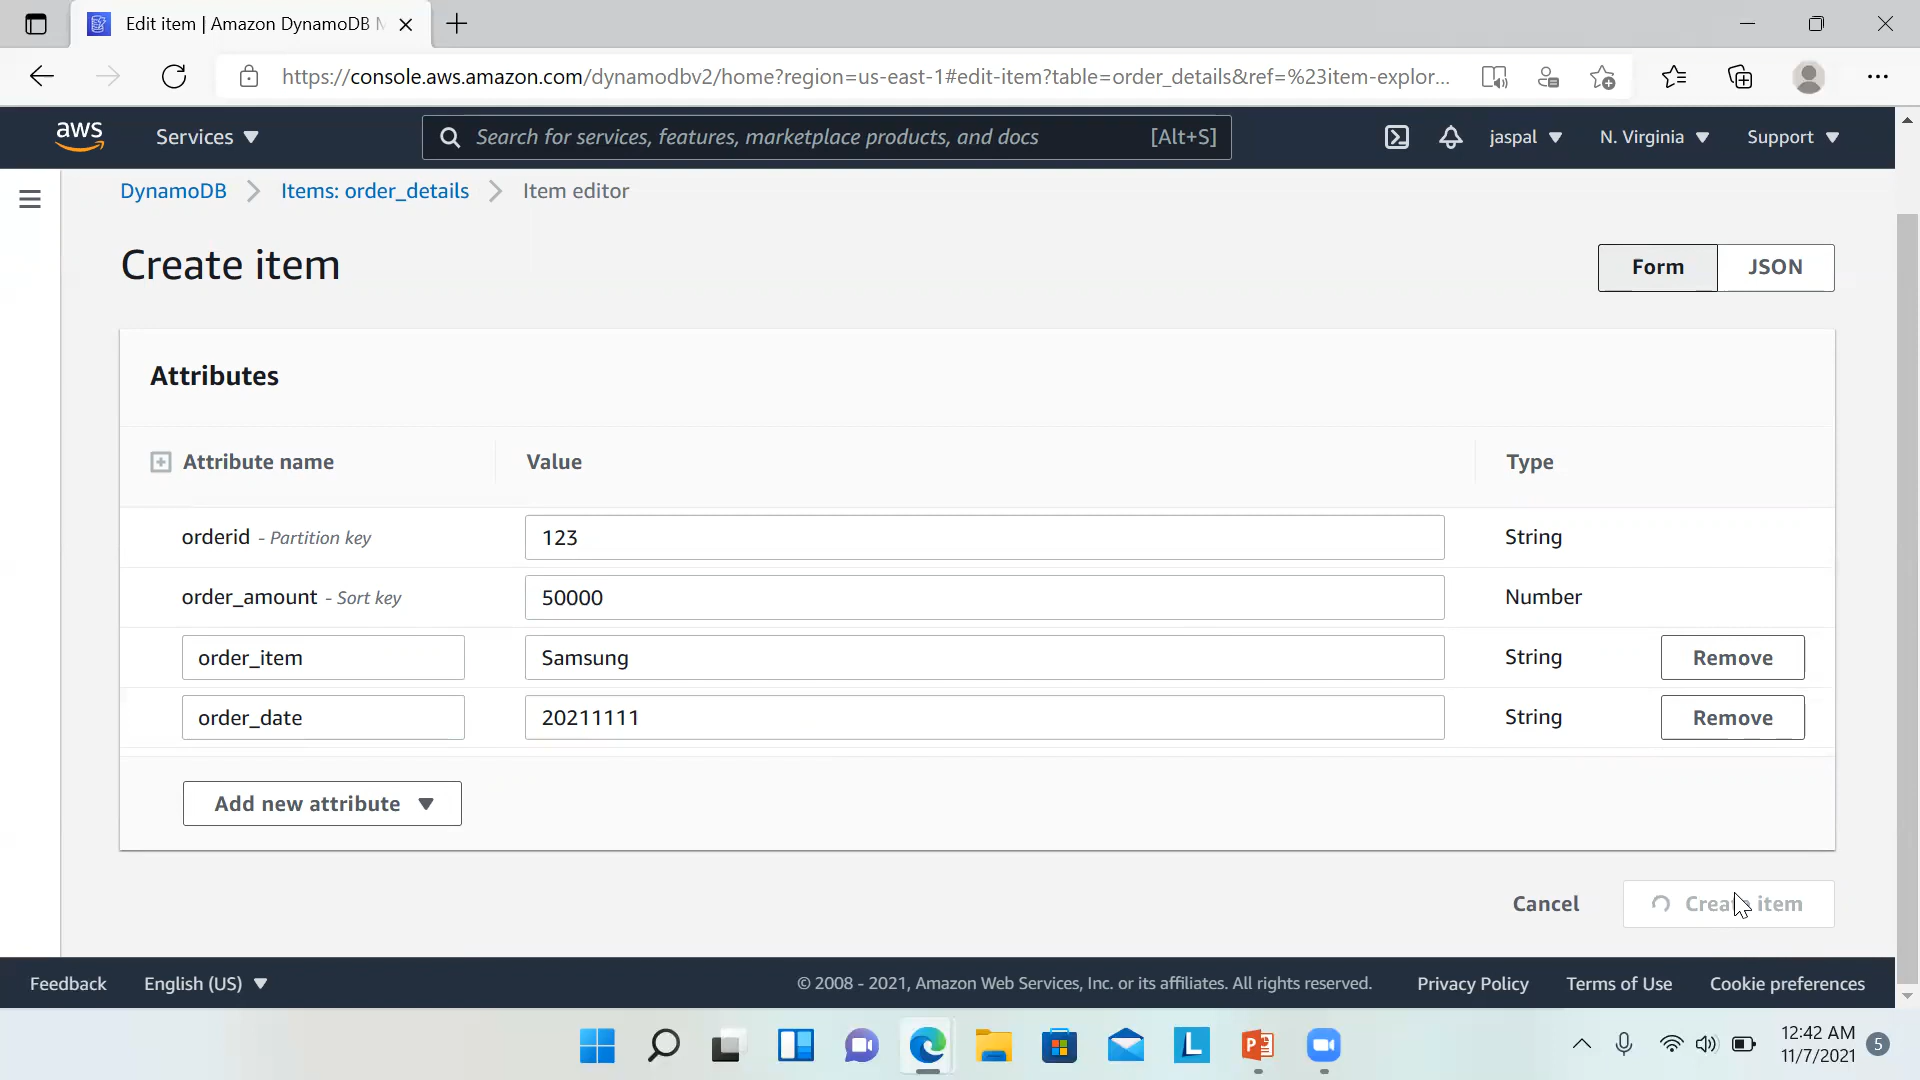 Edit item | Amazon DynamoDB M
https://console.aws.amazon.com/dynamodbv2/home?region=us-east-1#edit-item?table=order_details&ref=%23item-explor...
aws
Services
Search for services, features, marketplace products, and docs [Alt+S]
jaspal
N. Virginia
Support
DynamoDB
Items: order_details
Item editor
Create item
Form
JSON
Attributes
Attribute name Value Type
orderid - Partition key 123 String
order_amount - Sort key 50000 Number
order_item Samsung String Remove
order_date 20211111 String Remove
Add new attribute
Cancel
Create item
Feedback English (US) © 2008 - 2021, Amazon Web Services, Inc. or its affiliates. All rights reserved. Privacy Policy Terms of Use Cookie preferences
L
12:42 AM
11/7/2021
5